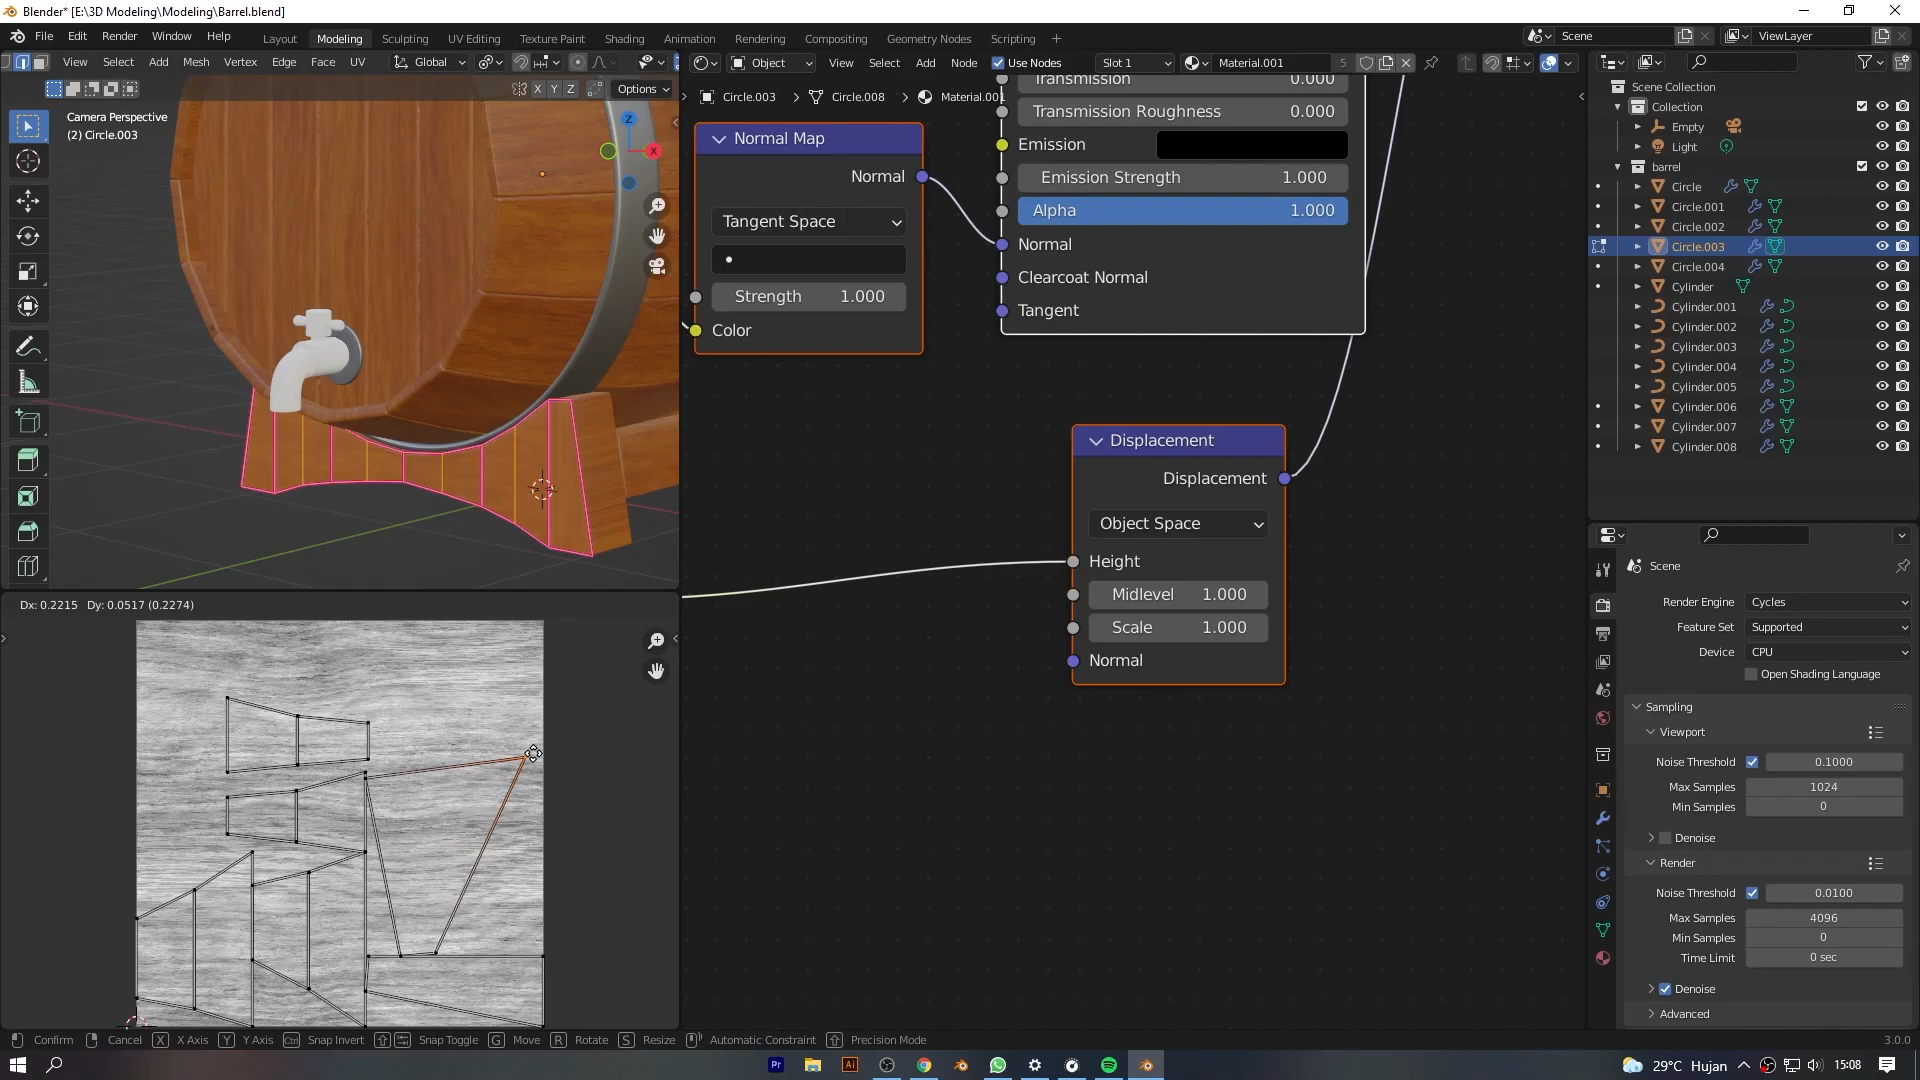 Blender* [E:\3D Modeling\Modeling\Barrel.blend]
File Edit Render Window Help
Layout Modeling Sculpting UV Editing Texture Paint Shading Animation Rendering Compositing Geometry Nodes Scripting +
Scene
ViewLayer
View Select Add Mesh Vertex Edge Face UV
Global
Object View Select Add Node Use Nodes
Slot 1
Material.001
5
X Y Z
Options
Camera Perspective
(2) Circle.003
Z
X
Circle.003 > Circle.008 > Material.001
Normal Map
Normal
Tangent Space
Strength 1.000
Color
Transmission 0.000
Transmission Roughness 0.000
Emission
Emission Strength 1.000
Alpha 1.000
Normal
Clearcoat Normal
Tangent
Displacement
Displacement
Object Space
Height
Midlevel 1.000
Scale 1.000
Normal
Dx: 0.2215 Dy: 0.0517 (0.2274)
Scene Collection
Collection
Empty
Light
barrel
Circle
Circle.001
Circle.002
Circle.003
Circle.004
Cylinder
Cylinder.001
Cylinder.002
Cylinder.003
Cylinder.004
Cylinder.005
Cylinder.006
Cylinder.007
Cylinder.008
Scene
Render Engine Cycles
Feature Set Supported
Device CPU
Open Shading Language
Sampling
Viewport
Noise Threshold 0.1000
Max Samples 1024
Min Samples 0
Denoise
Render
Noise Threshold 0.0100
Max Samples 4096
Min Samples 0
Time Limit 0 sec
Denoise
Advanced
Confirm Cancel X X Axis Y Y Axis Ctrl Snap Invert Snap Toggle G Move R Rotate S Resize Automatic Constraint Precision Mode
3.0.0
Pr
Ai
29°C Hujan
15:08